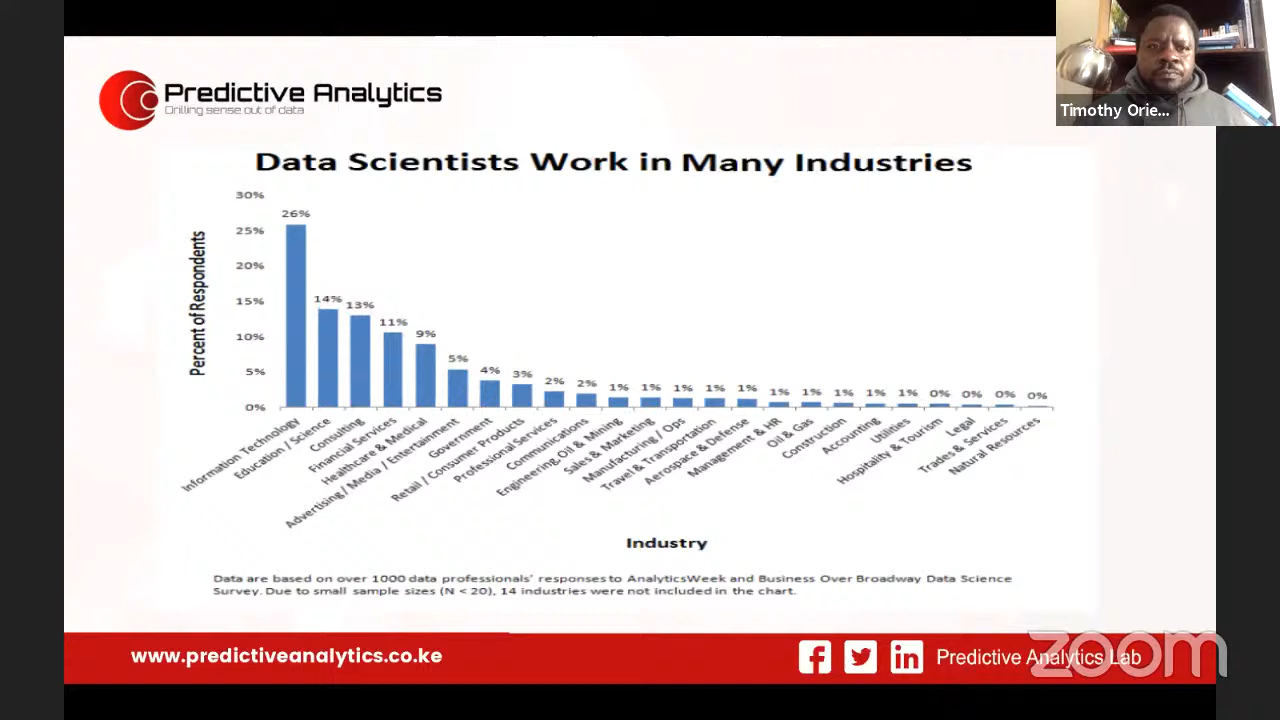 Predictive Analytics
Drilling sense out of data
Timothy Orie...
Data Scientists Work in Many Industries
Percent of Respondents
30%
25%
20%
15%
10%
5%
0%
26%
14%
13%
11%
9%
5%
4%
3%
2%
2%
1%
1%
1%
1%
1%
1%
1%
1%
1%
1%
0%
0%
0%
0%
Information Technology
Education / Science
Consulting
Financial Services
Healthcare & Medical
Advertising / Media / Entertainment
Government
Retail / Consumer Products
Professional Services
Communications
Engineering, Oil & Mining
Sales & Marketing
Manufacturing / Ops
Travel & Transportation
Aerospace & Defense
Management & HR
Oil & Gas
Construction
Accounting
Utilities
Hospitality & Tourism
Legal
Trades & Services
Natural Resources
Industry
Data are based on over 1000 data professionals' responses to AnalyticsWeek and Business Over Broadway Data Science
Survey. Due to small sample sizes (N < 20), 14 industries were not included in the chart.
www.predictiveanalytics.co.ke
Predictive Analytics Lab
zoom